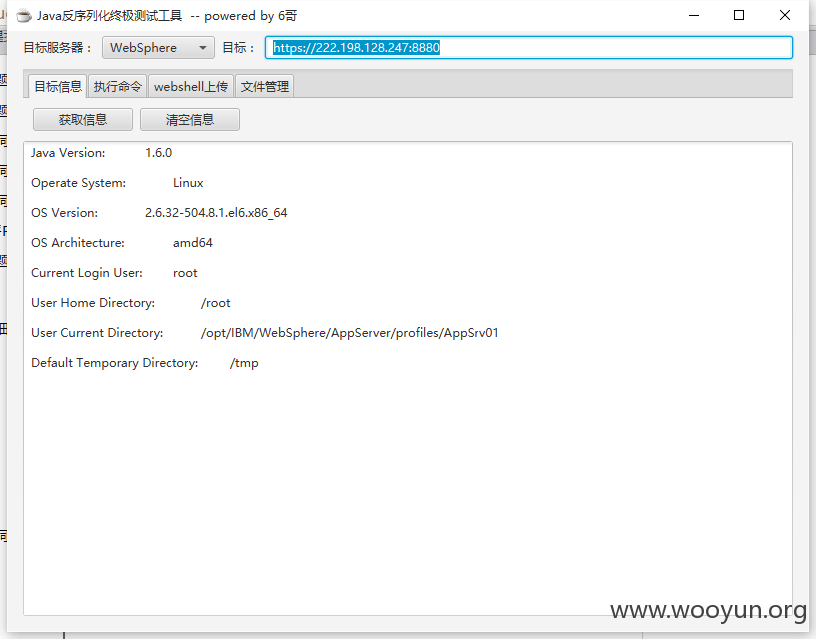 Java反序列化终极测试工具 -- powered by 6哥
目标服务器： WebSphere 目标： https://222.198.128.247:8880
目标信息 执行命令 webshell上传 文件管理
获取信息 清空信息
Java Version: 1.6.0
Operate System: Linux
OS Version: 2.6.32-504.8.1.el6.x86_64
OS Architecture: amd64
Current Login User: root
User Home Directory: /root
User Current Directory: /opt/IBM/WebSphere/AppServer/profiles/AppSrv01
Default Temporary Directory: /tmp
www.wooyun.org